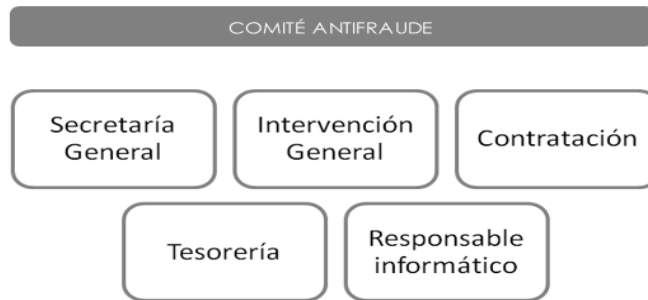 COMITÉ ANTIFRAUDE
Secretaría
General
Intervención
General
Contratación
Tesorería
Responsable
informático